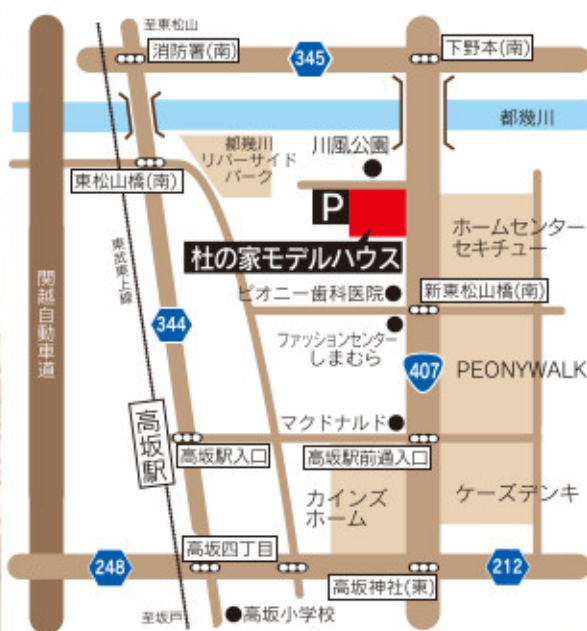 至東松山
消防署(南)
345
下野本(南)
都幾川
都幾川
リバーサイド
パーク
川風公園
東松山橋(南)
P
杜の家モデルハウス
ホームセンター
セキチュー
東武東上線
関越自動車道
ピオニー歯科医院
新東松山橋(南)
344
ファッションセンター
しまむら
407
PEONYWALK
高坂駅
マクドナルド
高坂駅入口
高坂駅前通入口
カインズ
ホーム
ケーズデンキ
高坂四丁目
248
212
高坂神社(東)
至坂戸
高坂小学校